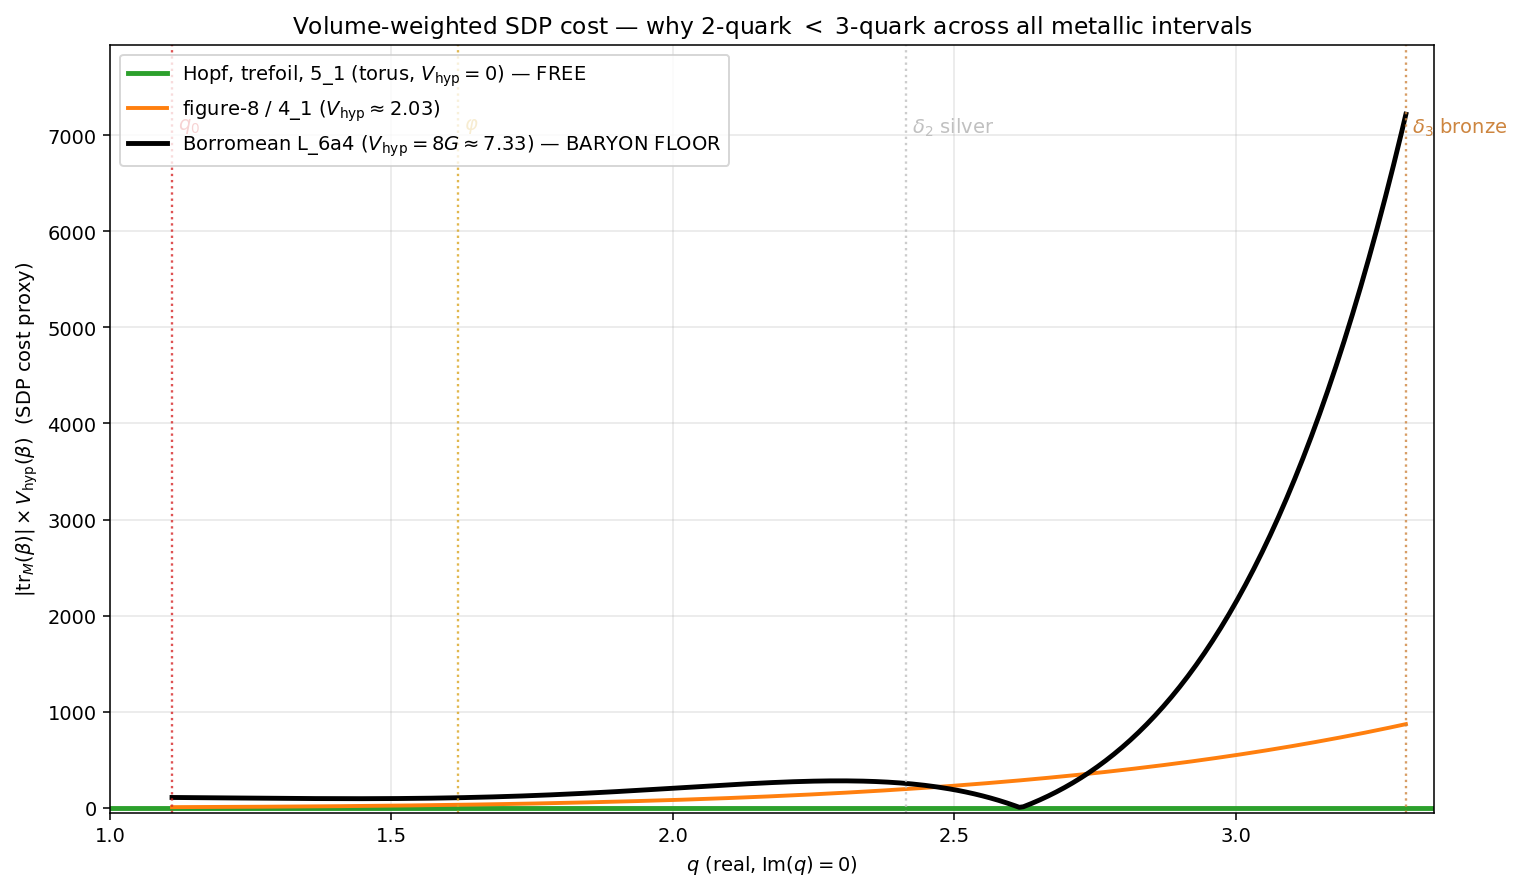 Volume-weighted SDP cost — why 2-quark < 3-quark across all metallic intervals
Hopf, trefoil, 5_1 (torus, V_hyp = 0) — FREE
figure-8 / 4_1 (V_hyp ≈ 2.03)
Borromean L_6a4 (V_hyp = 8G ≈ 7.33) — BARYON FLOOR
q₀
φ
δ₂ silver
δ₃ bronze
|tr_M(β)| × V_hyp(β) (SDP cost proxy)
7000
6000
5000
4000
3000
2000
1000
0
1.0
1.5
2.0
2.5
3.0
q (real, Im(q) = 0)